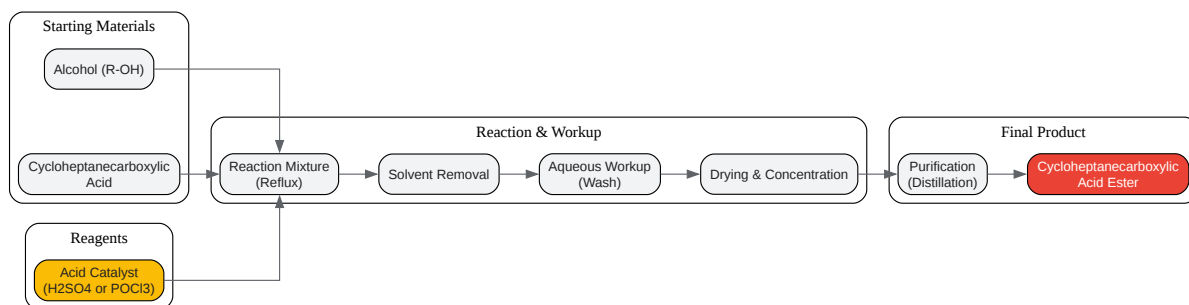 Starting Materials
Alcohol (R-OH)
Cycloheptanecarboxylic
Acid
Reaction & Workup
Reaction Mixture
(Reflux)
Solvent Removal
Aqueous Workup
(Wash)
Drying & Concentration
Final Product
Purification
(Distillation)
Cycloheptanecarboxylic
Acid Ester
Reagents
Acid Catalyst
(H2SO4 or POCl3)